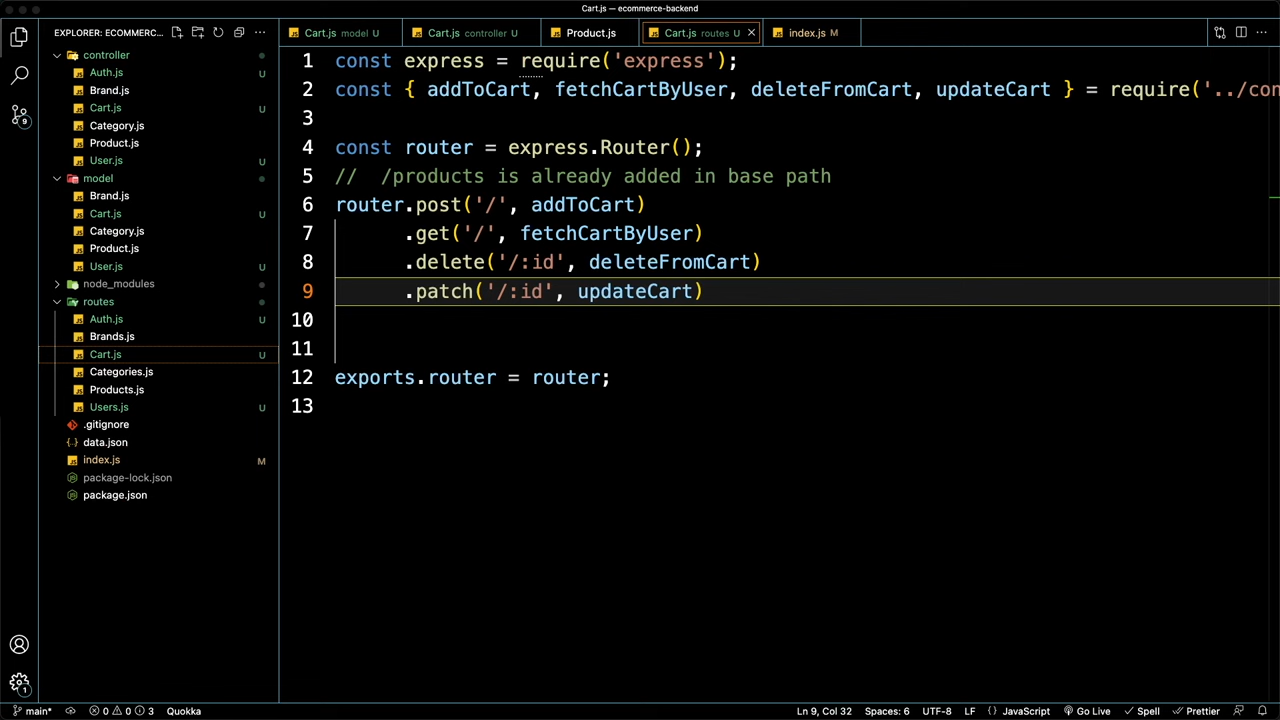 Cart.js — ecommerce-backend
EXPLORER: ECOMMERC...
Cart.js model U
Cart.js controller U
Product.js
Cart.js routes U
index.js M
controller
Auth.js U
Brand.js
Cart.js U
Category.js
Product.js
User.js U
model
Brand.js
Cart.js U
Category.js
Product.js
User.js U
node_modules
routes
Auth.js U
Brands.js
Cart.js U
Categories.js
Products.js
Users.js U
.gitignore
data.json
index.js M
package-lock.json
package.json
9
1
1 const express = require('express');
2 const { addToCart, fetchCartByUser, deleteFromCart, updateCart } = require('../con
3
4 const router = express.Router();
5 //  /products is already added in base path
6 router.post('/', addToCart)
7 .get('/', fetchCartByUser)
8 .delete('/:id', deleteFromCart)
9 .patch('/:id', updateCart)
10
11
12 exports.router = router;
13
main* 0 0 3 Quokka
Ln 9, Col 32 Spaces: 6 UTF-8 LF {} JavaScript Go Live Spell Prettier